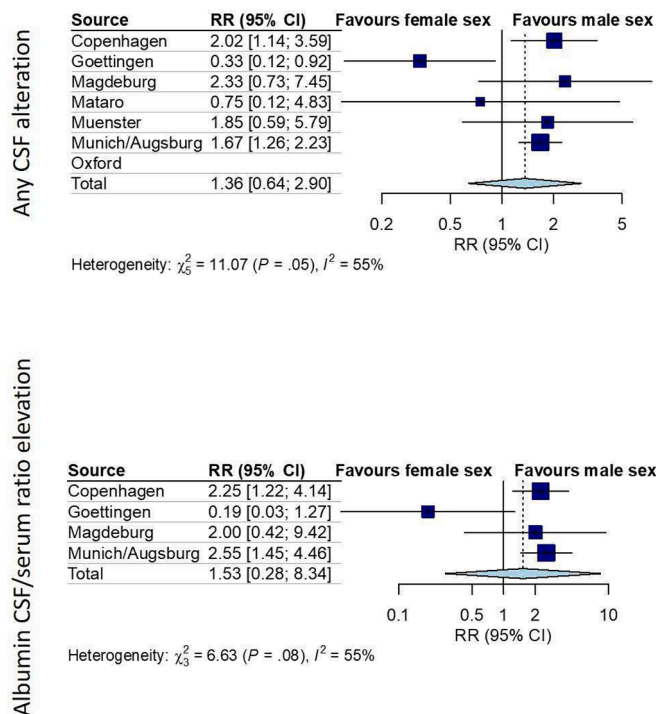 Any CSF alteration
Source RR (95% CI) Favours female sex Favours male sex
Copenhagen 2.02 [1.14; 3.59]
Goettingen 0.33 [0.12; 0.92]
Magdeburg 2.33 [0.73; 7.45]
Mataro 0.75 [0.12; 4.83]
Muenster 1.85 [0.59; 5.79]
Munich/Augsburg 1.67 [1.26; 2.23]
Oxford
Total 1.36 [0.64; 2.90]
0.2 0.5 1 2 5
RR (95% CI)
Heterogeneity: χ²₅ = 11.07 (P = .05), I² = 55%
Albumin CSF/serum ratio elevation
Source RR (95% CI) Favours female sex Favours male sex
Copenhagen 2.25 [1.22; 4.14]
Goettingen 0.19 [0.03; 1.27]
Magdeburg 2.00 [0.42; 9.42]
Munich/Augsburg 2.55 [1.45; 4.46]
Total 1.53 [0.28; 8.34]
0.1 0.5 1 2 10
RR (95% CI)
Heterogeneity: χ²₃ = 6.63 (P = .08), I² = 55%